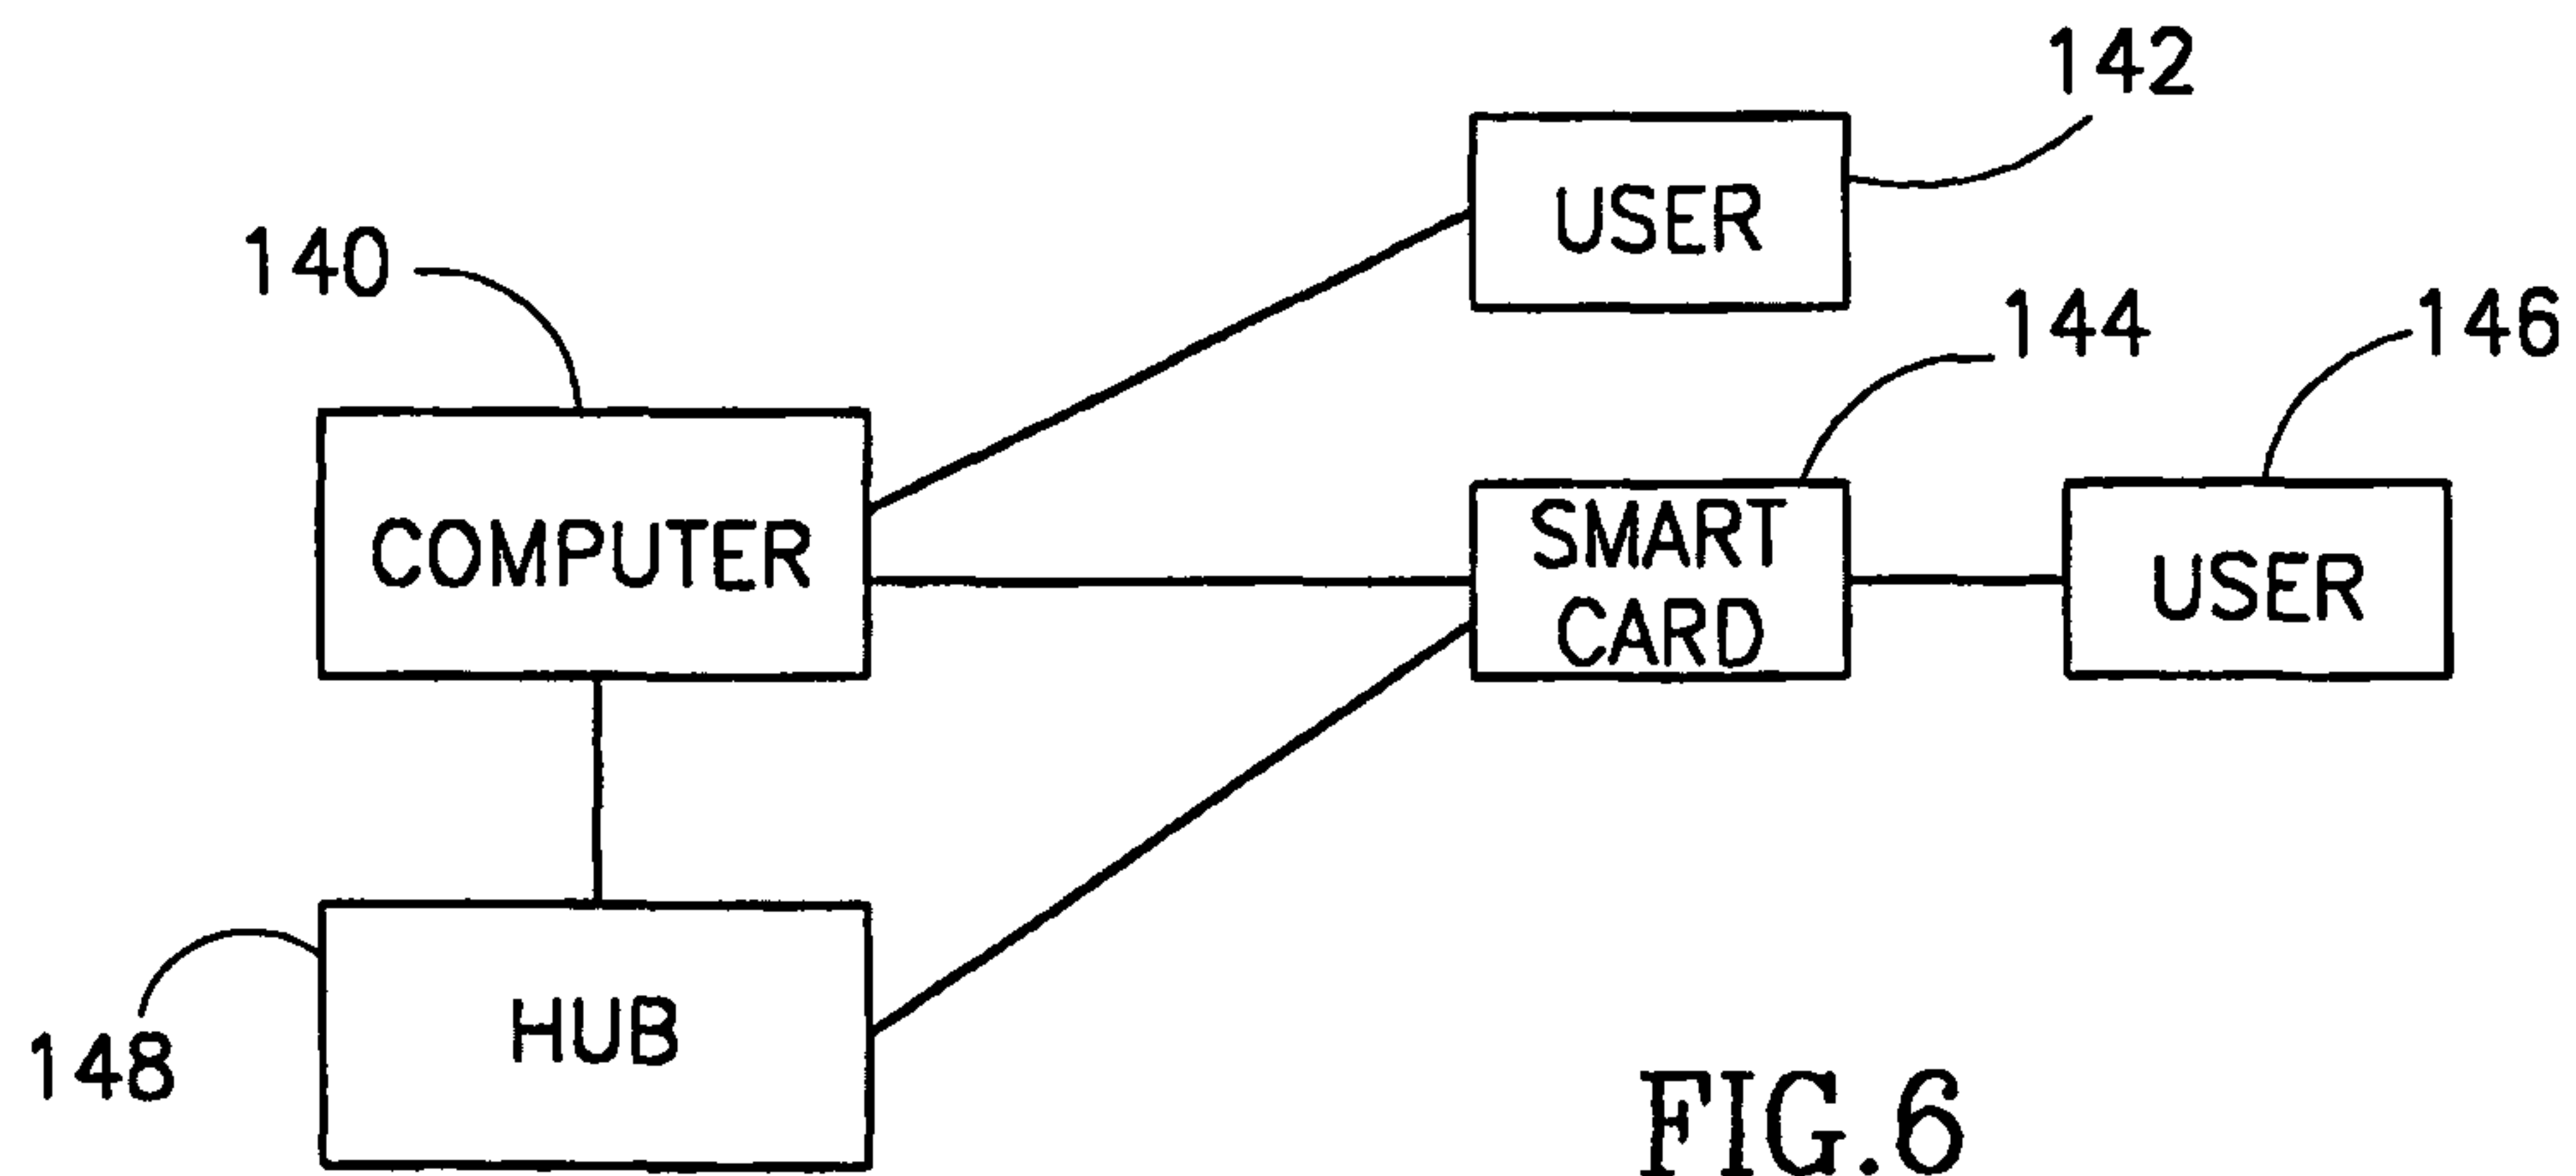 142
USER
140
144
146
COMPUTER
SMART
CARD
USER
148
HUB
FIG.6